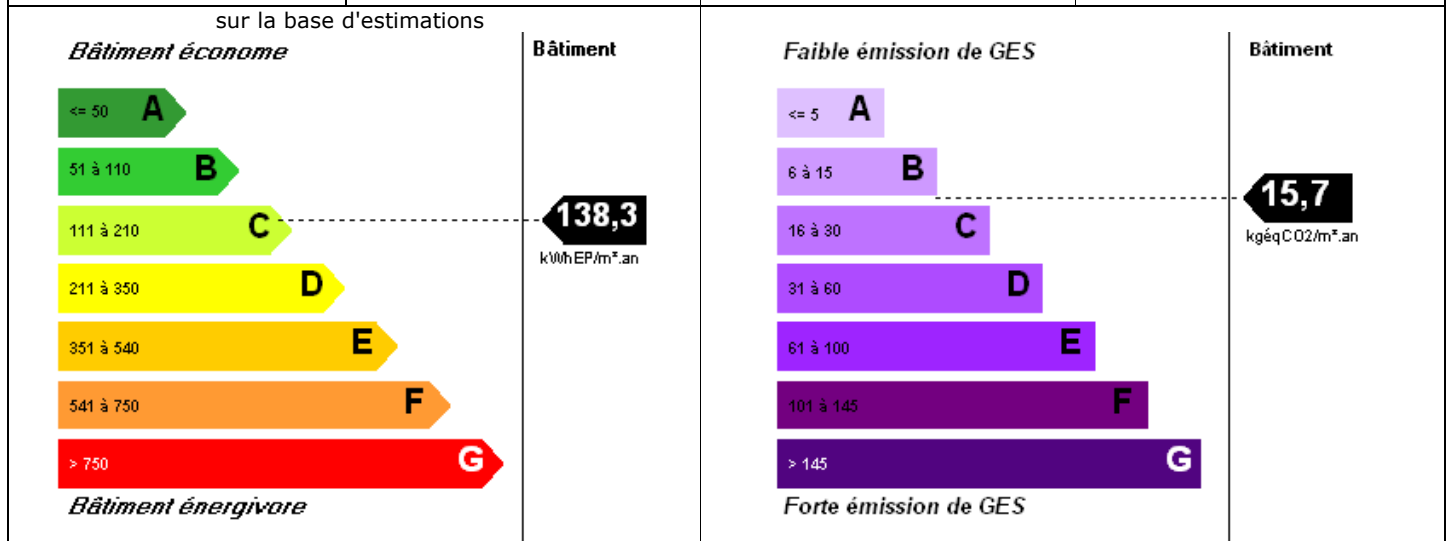 sur la base d'estimations
Bâtiment économe
Bâtiment
<= 50 A
51 à 110 B
111 à 210 C
138,3
kWhEP/m².an
211 à 350 D
351 à 540 E
541 à 750 F
> 750 G
Bâtiment énergivore
Faible émission de GES
Bâtiment
<= 5 A
6 à 15 B
15,7
kgéqCO2/m².an
16 à 30 C
31 à 60 D
61 à 100 E
101 à 145 F
> 145 G
Forte émission de GES